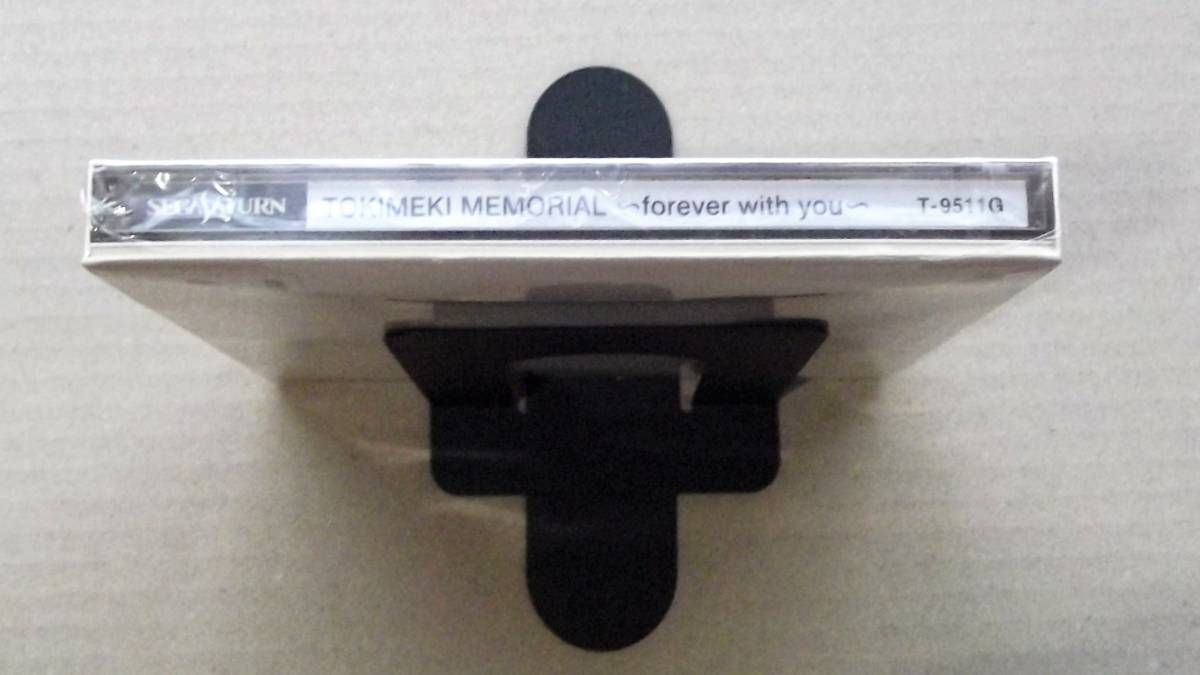 SEGA SATURN TOKIMEKI MEMORIAL ~forever with you~ T-9511G